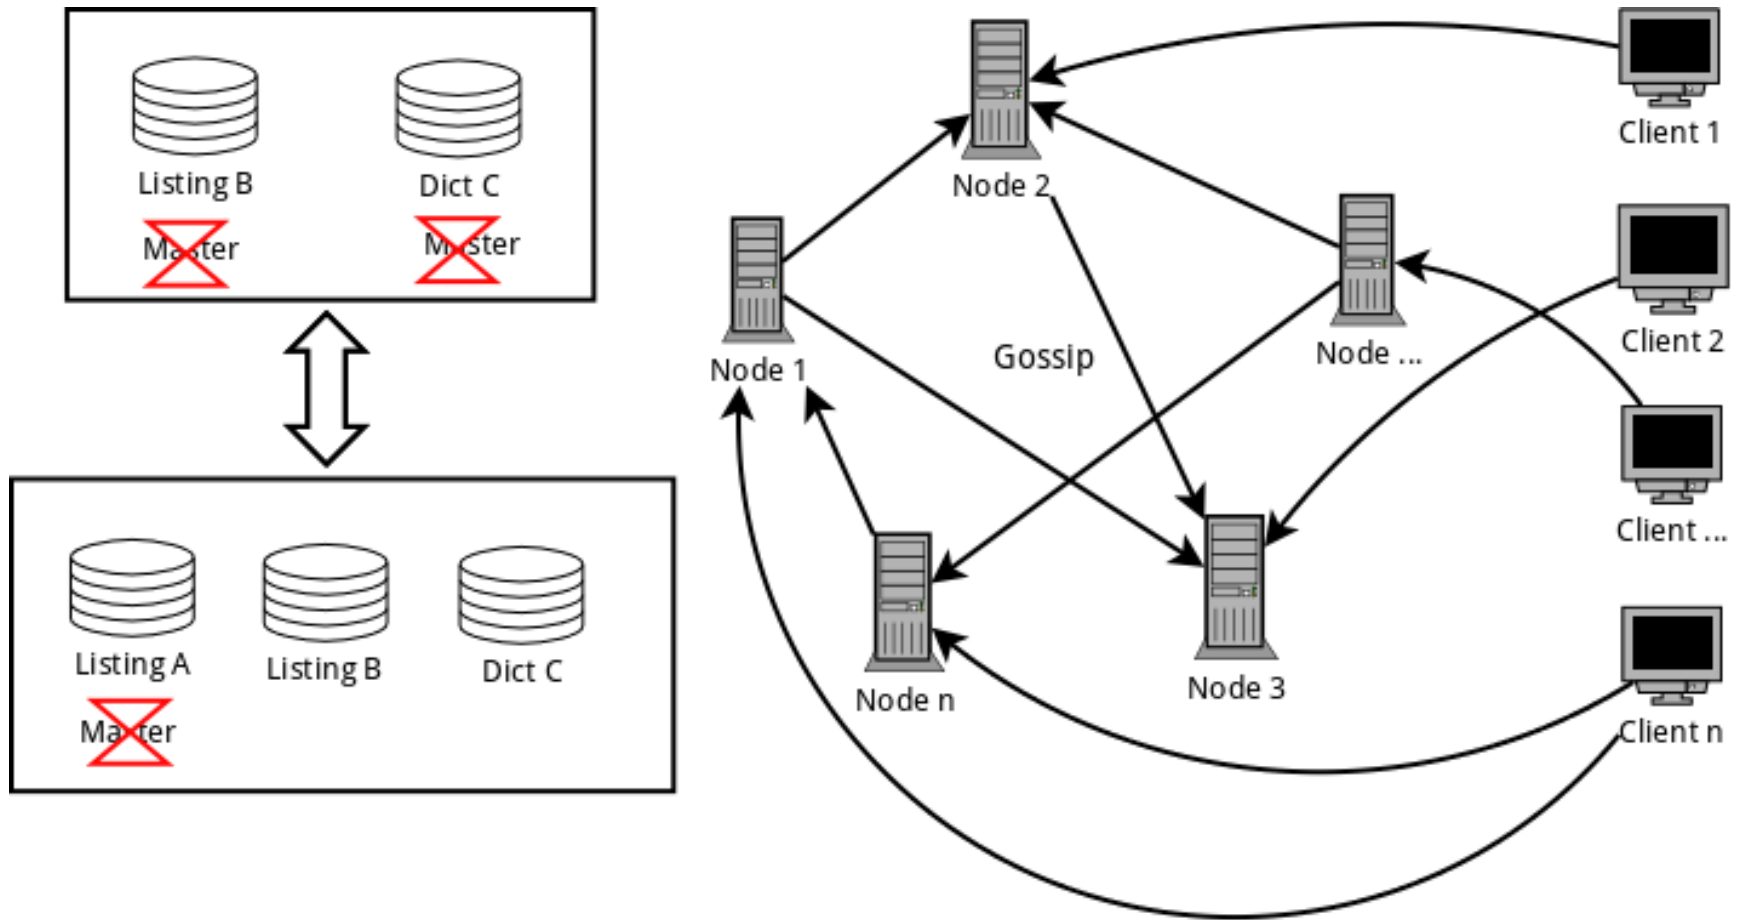 Listing B
Dict C
Master
Master
Listing A
Listing B
Dict C
Master
Node 2
Node 1
Gossip
Node ...
Node n
Node 3
Client 1
Client 2
Client ...
Client n